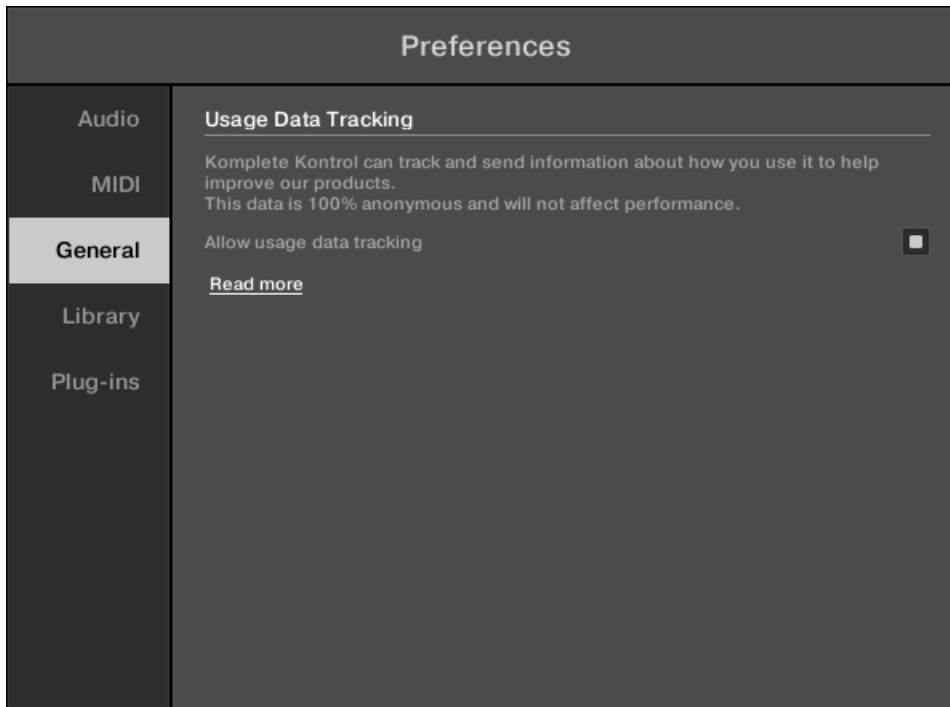 Preferences
Audio
MIDI
General
Library
Plug-ins
Usage Data Tracking
Komplete Kontrol can track and send information about how you use it to help
improve our products.
This data is 100% anonymous and will not affect performance.
Allow usage data tracking
Read more